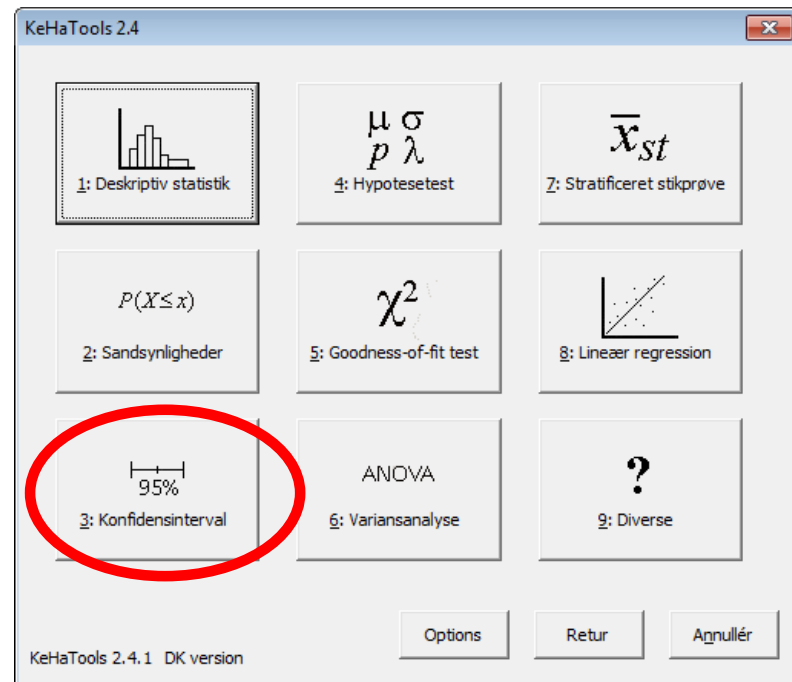 KeHaTools 2.4
1: Deskriptiv statistik
μ σ
p λ
4: Hypotesetest
x̅st
7: Stratificeret stikprøve
P(X≤x)
2: Sandsynligheder
χ2
5: Goodness-of-fit test
8: Lineær regression
95%
3: Konfidensinterval
ANOVA
6: Variansanalyse
?
9: Diverse
Options
Retur
Annullér
KeHaTools 2.4.1 DK version